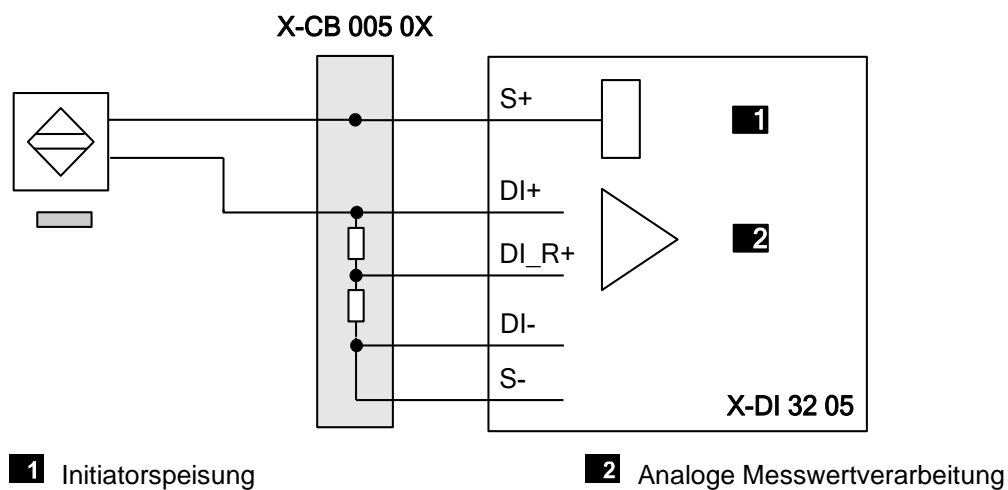 X-CB 005 0X
S+
1
DI+
2
DI_R+
DI-
S-
X-DI 32 05
1 Initiatorspeisung
2 Analoge Messwertverarbeitung